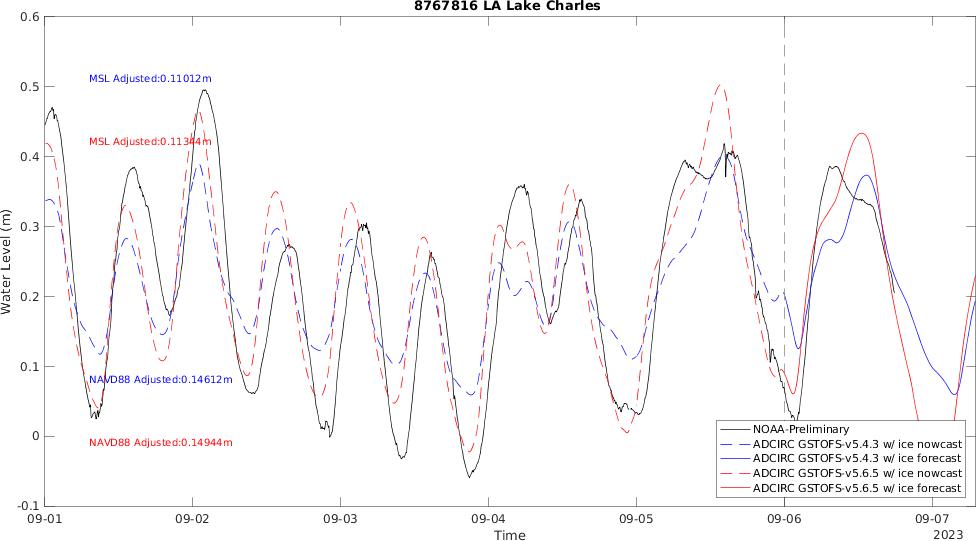 8767816 LA Lake Charles
0.6
0.5
0.4
0.3
0.2
0.1
0
-0.1
Water Level (m)
MSL Adjusted:0.11012m
MSL Adjusted:0.11344m
NAVD88 Adjusted:0.14612m
NAVD88 Adjusted:0.14944m
NOAA-Preliminary
ADCIRC GSTOFS-v5.4.3 w/ ice nowcast
ADCIRC GSTOFS-v5.4.3 w/ ice forecast
ADCIRC GSTOFS-v5.6.5 w/ ice nowcast
ADCIRC GSTOFS-v5.6.5 w/ ice forecast
09-01 09-02 09-03 09-04 09-05 09-06 09-07
Time
2023